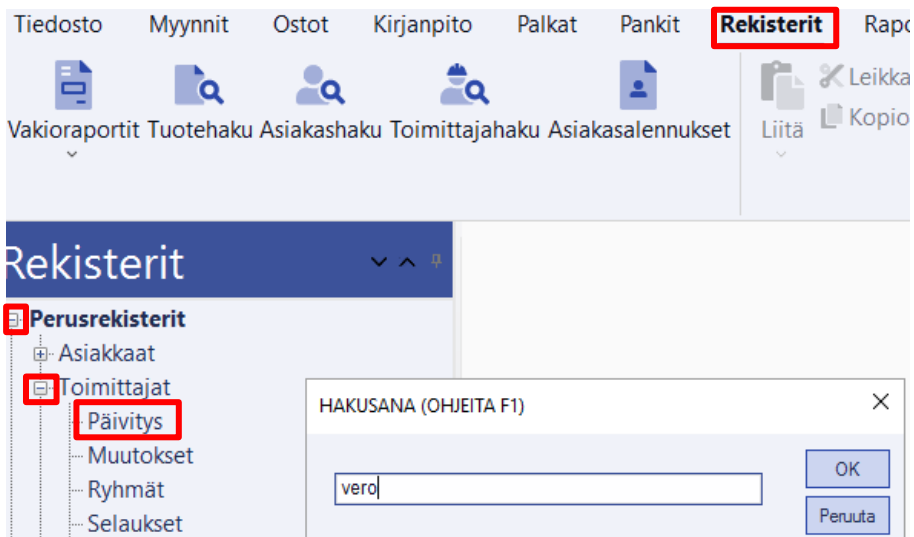 Tiedosto Myynnit Ostot Kirjanpito Palkat Pankit Rekisterit Rapo
Leikka
Kopio
Vakioraportit Tuotehaku Asiakashaku Toimittajahaku Asiakasalennukset Liitä
Rekisterit
Perusrekisterit
Asiakkaat
Toimittajat
Päivitys
Muutokset
Ryhmät
Selaukset
HAKUSANA (OHJEITA F1)
vero
OK
Peruuta